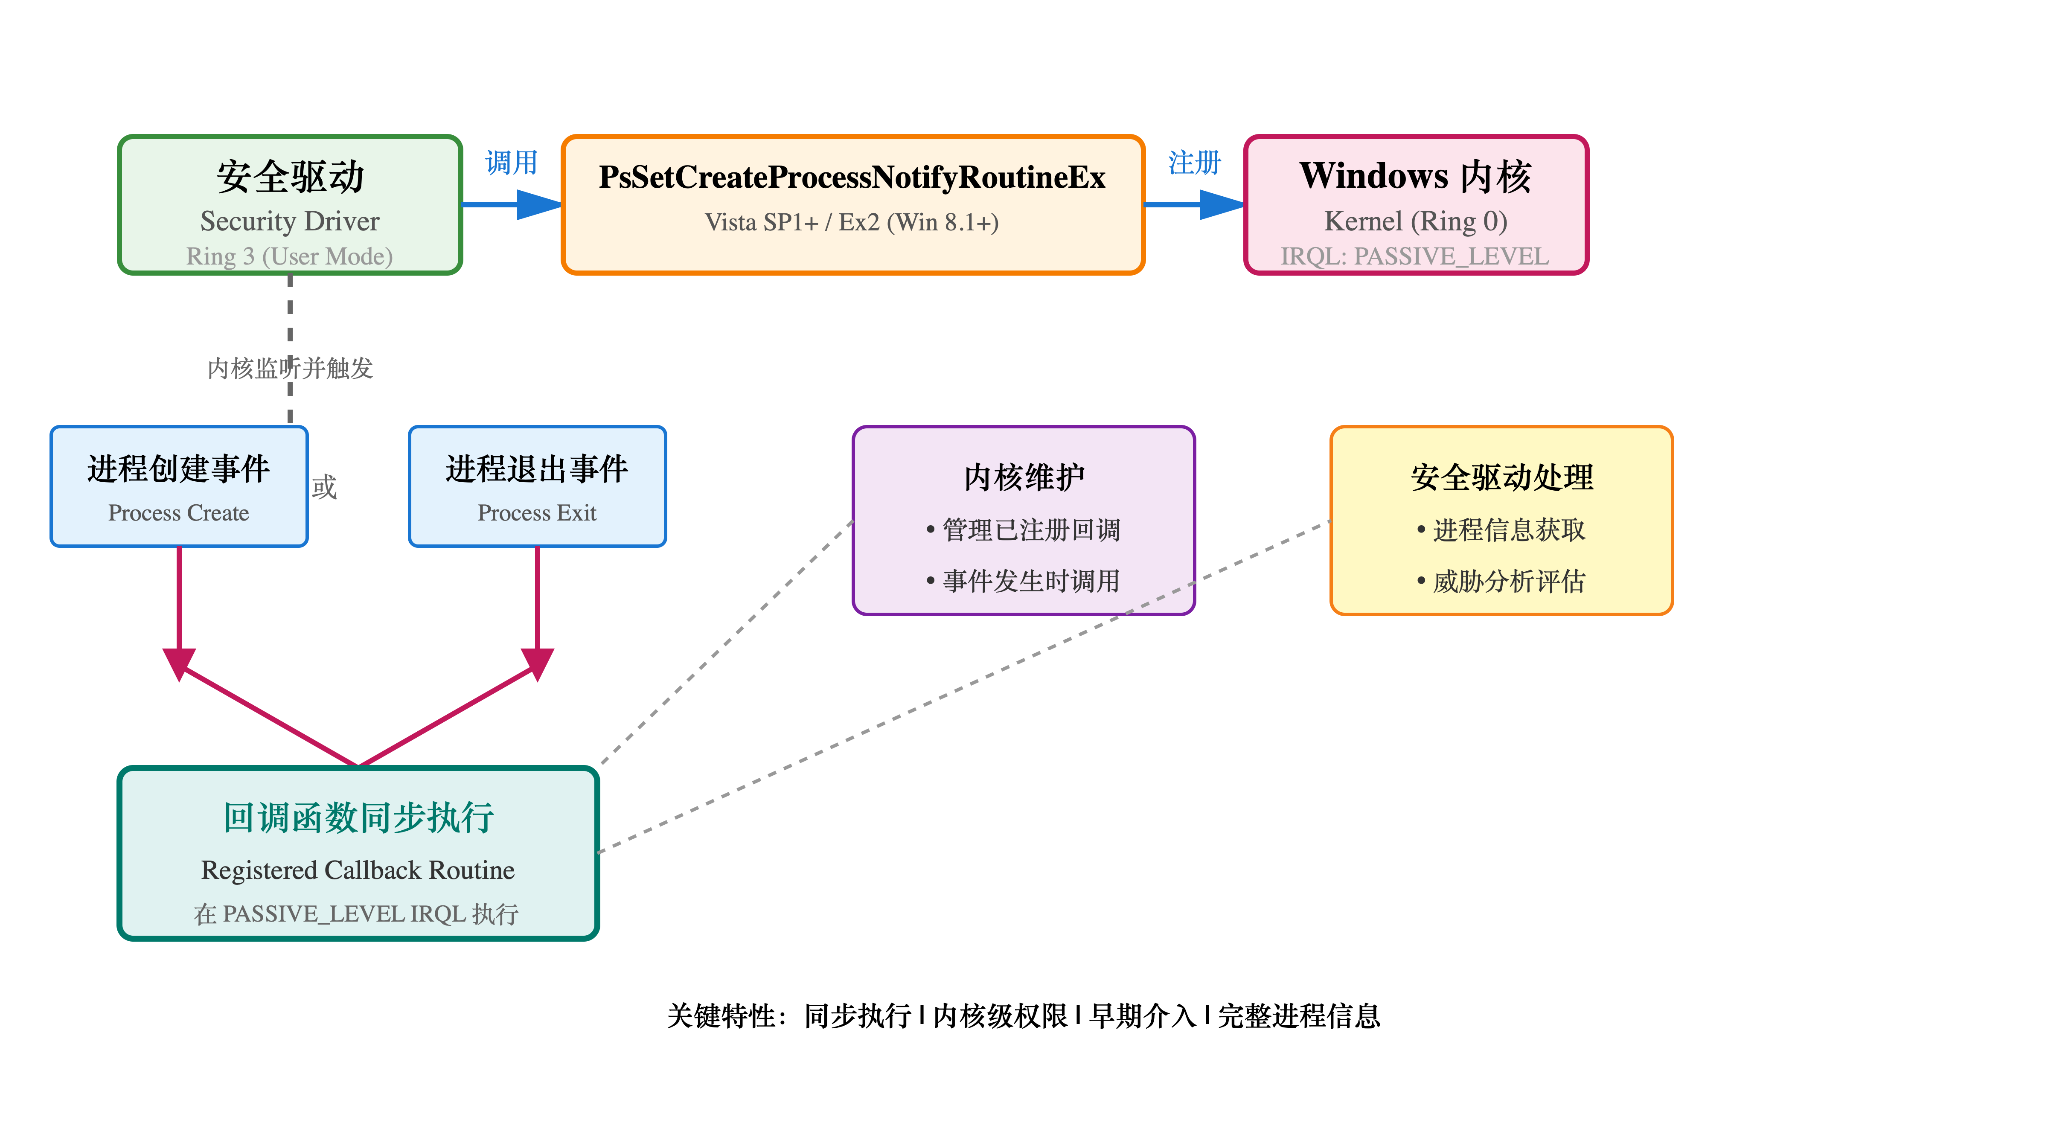 安全驱动
Security Driver
Ring 3 (User Mode)
调用
PsSetCreateProcessNotifyRoutineEx
Vista SP1+ / Ex2 (Win 8.1+)
注册
Windows 内核
Kernel (Ring 0)
IRQL: PASSIVE_LEVEL
内核监听并触发
进程创建事件
Process Create
或
进程退出事件
Process Exit
内核维护
• 管理已注册回调
• 事件发生时调用
安全驱动处理
• 进程信息获取
• 威胁分析评估
回调函数同步执行
Registered Callback Routine
在 PASSIVE_LEVEL IRQL 执行
关键特性：同步执行 | 内核级权限 | 早期介入 | 完整进程信息